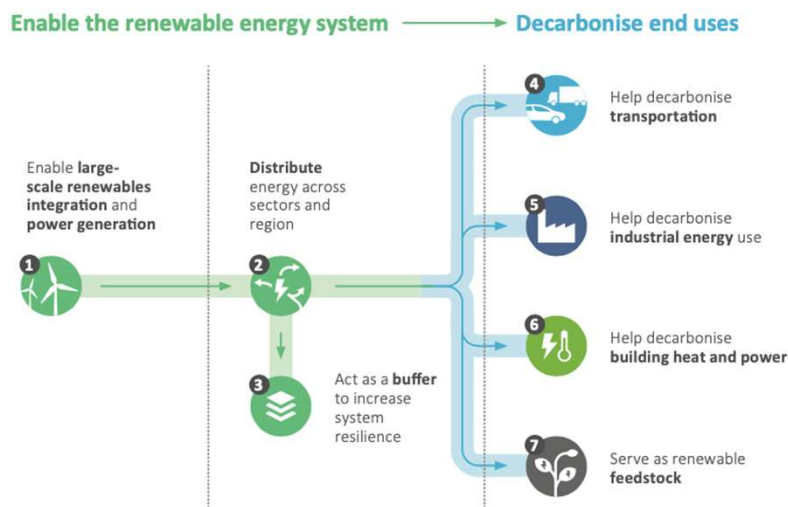 Enable the renewable energy system
Decarbonise end uses
1
Enable large-
scale renewables
integration and
power generation
2
Distribute
energy across
sectors and
region
3
Act as a buffer
to increase
system
resilience
4
Help decarbonise
transportation
5
Help decarbonise
industrial energy use
6
Help decarbonise
building heat and power
7
Serve as renewable
feedstock